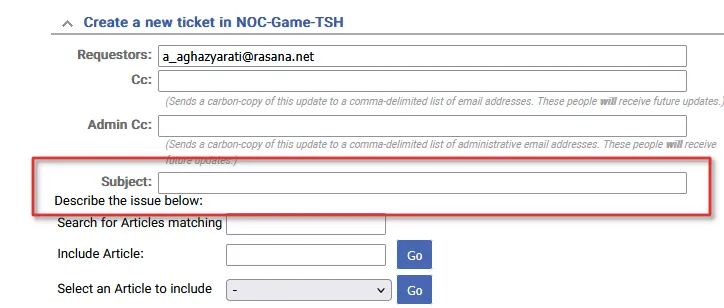 Create a new ticket in NOC-Game-TSH
Requestors: a_aghazyarati@rasana.net
Cc:
(Sends a carbon-copy of this update to a comma-delimited list of email addresses. These people will receive future updates.)
Admin Cc:
(Sends a carbon-copy of this update to a comma-delimited list of administrative email addresses. These people will receive
future updates.)
Subject:
Describe the issue below:
Search for Articles matching
Include Article: Go
Select an Article to include - Go